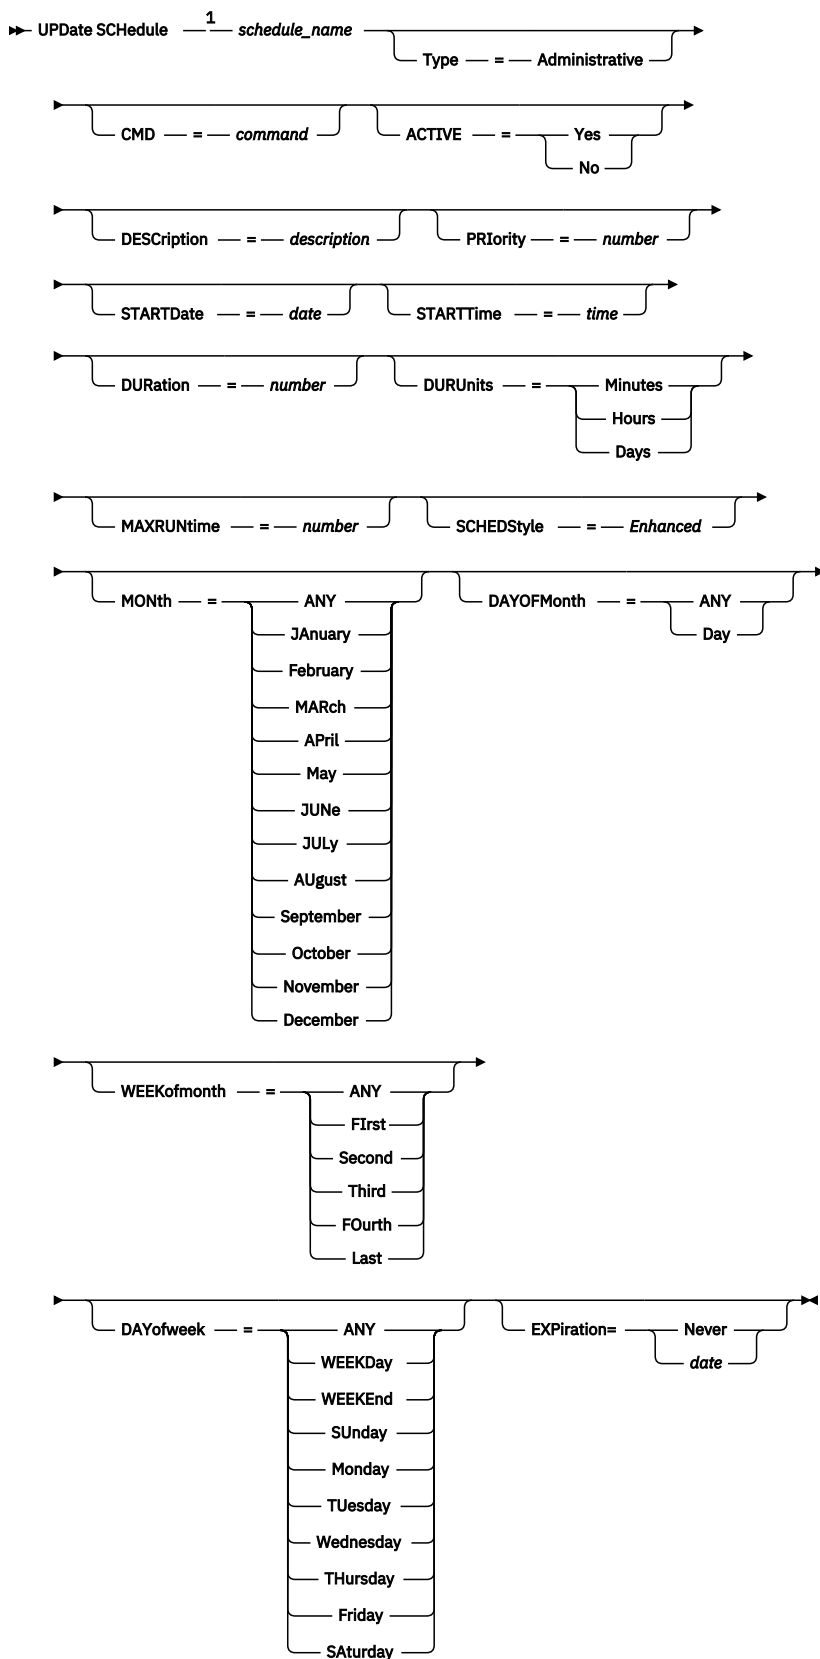 UPDate SCHedule 1 schedule_name
Type = Administrative
CMD = command ACTIVE = Yes
No
DESCription = description PRIority = number
STARTDate = date STARTTime = time
DURation = number DURUnits = Minutes
Hours
Days
MAXRUNtime = number SCHEDStyle = Enhanced
MONth = ANY DAYOFMonth = ANY
JAnuary Day
February
MARch
APril
May
JUNe
JULy
AUgust
September
October
November
December
WEEKofmonth = ANY
FIrst
Second
Third
FOurth
Last
DAYofweek = ANY EXPiration= Never
WEEKDay date
WEEKEnd
SUnday
Monday
TUesday
Wednesday
THursday
Friday
SAturday